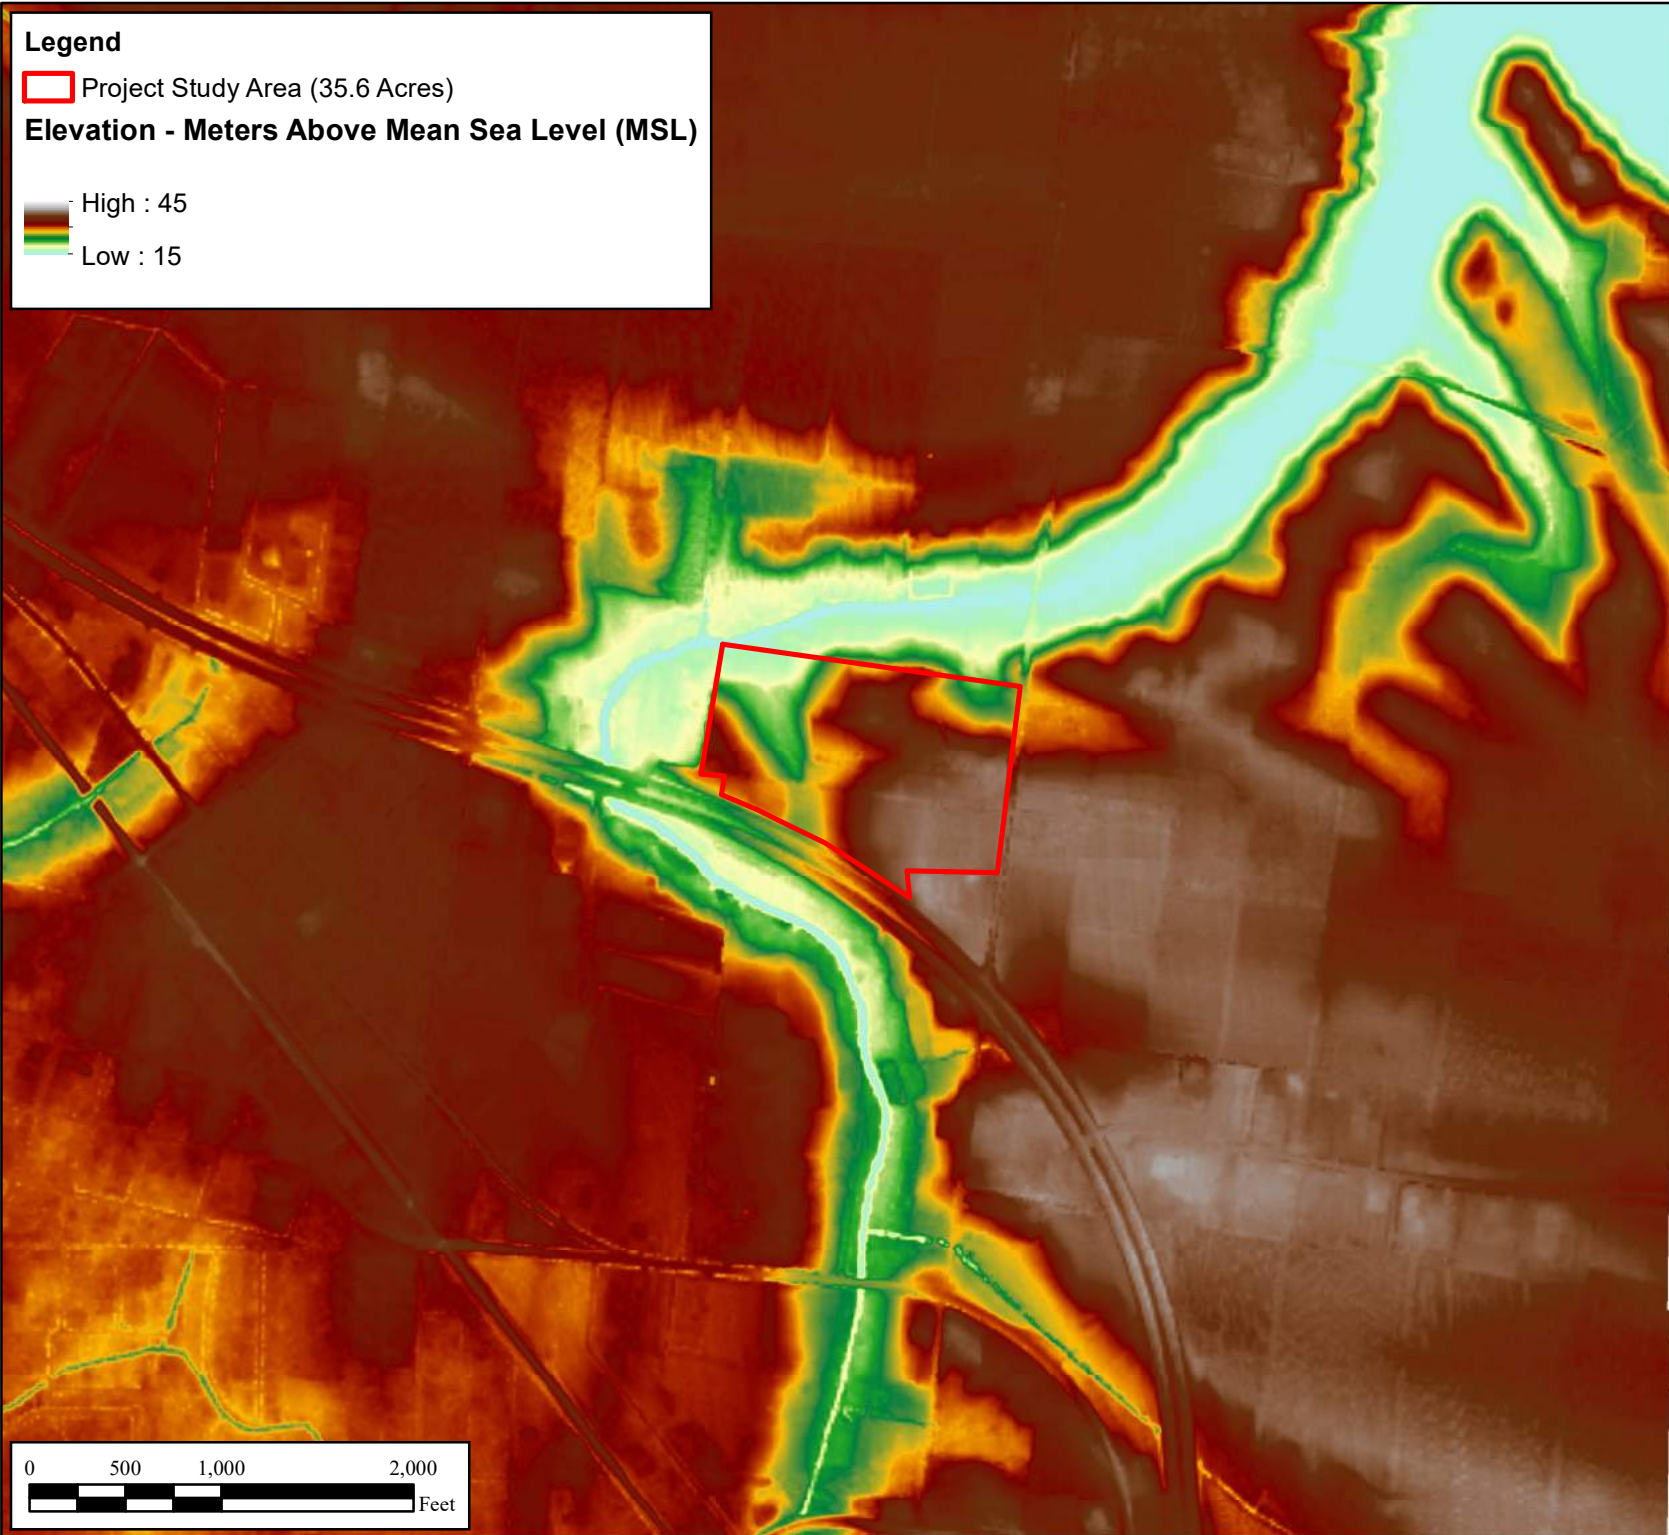 Legend
Project Study Area (35.6 Acres)
Elevation - Meters Above Mean Sea Level (MSL)
High : 45
Low : 15
0 500 1,000 2,000
Feet